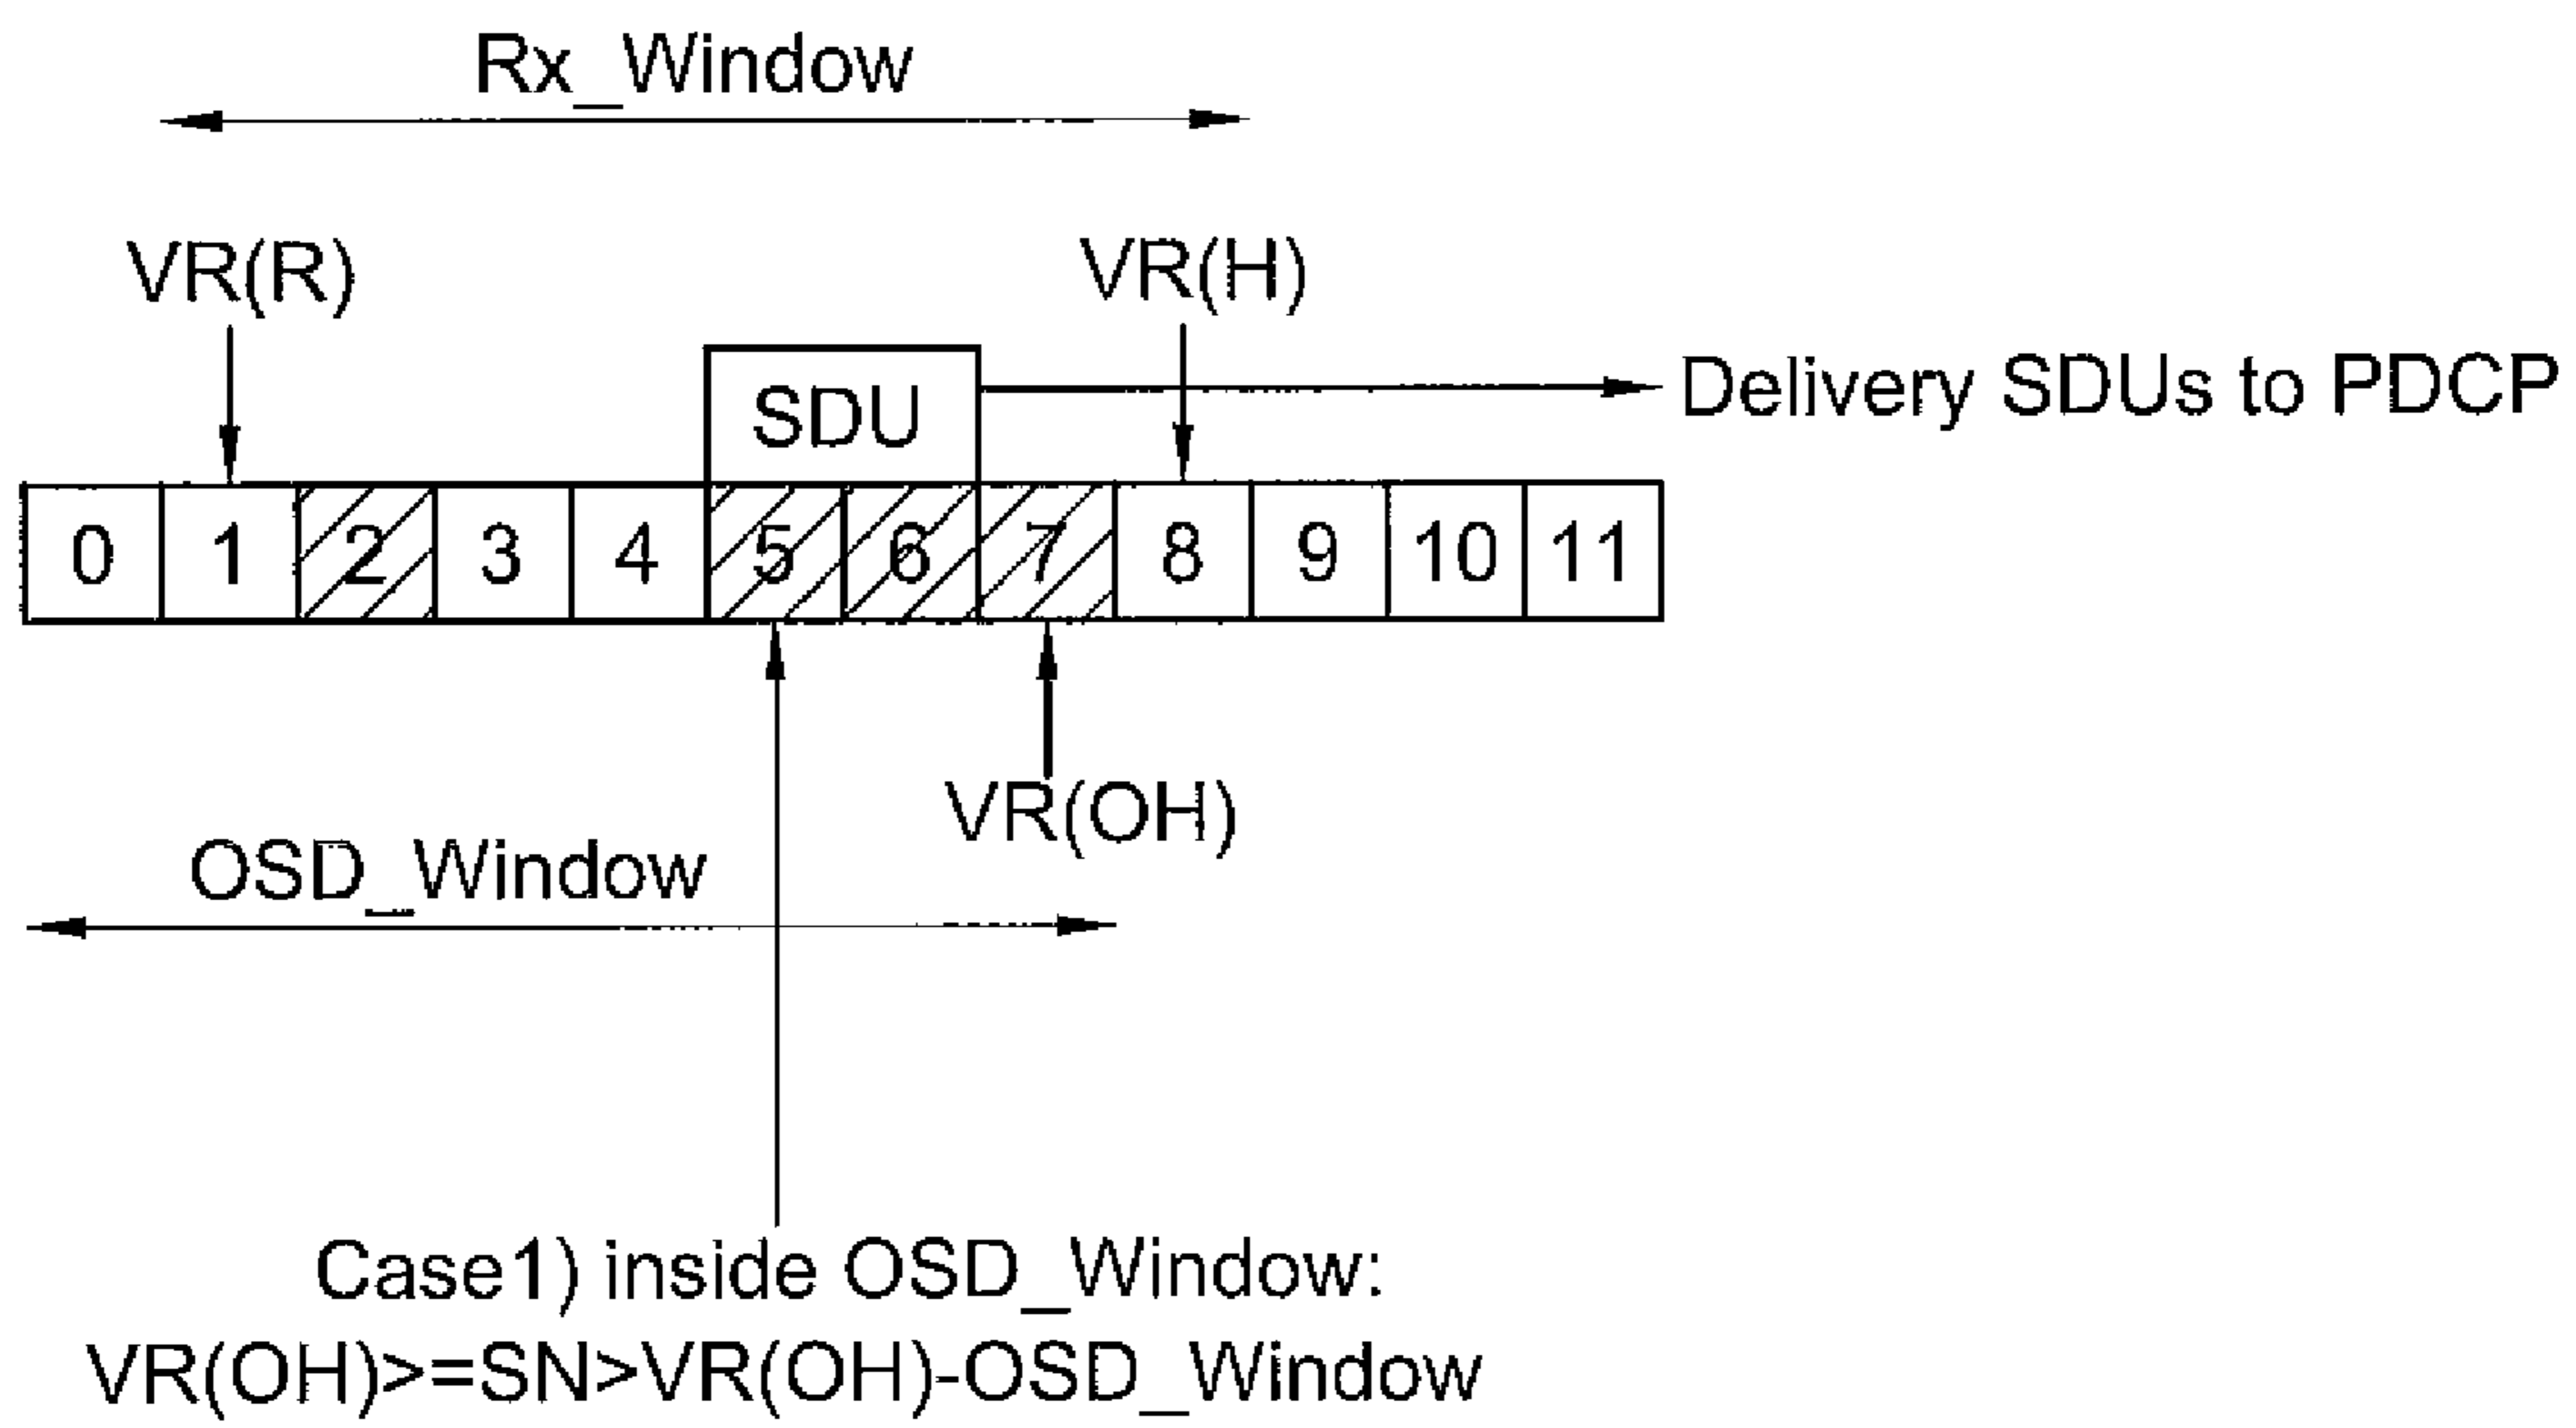 Rx_Window
VR(R)
VR(H)
SDU
Delivery SDUs to PDCP
0 1 2 3 4 5 6 7 8 9 10 11
VR(OH)
OSD_Window
Case1) inside OSD_Window:
VR(OH)>=SN>VR(OH)-OSD_Window